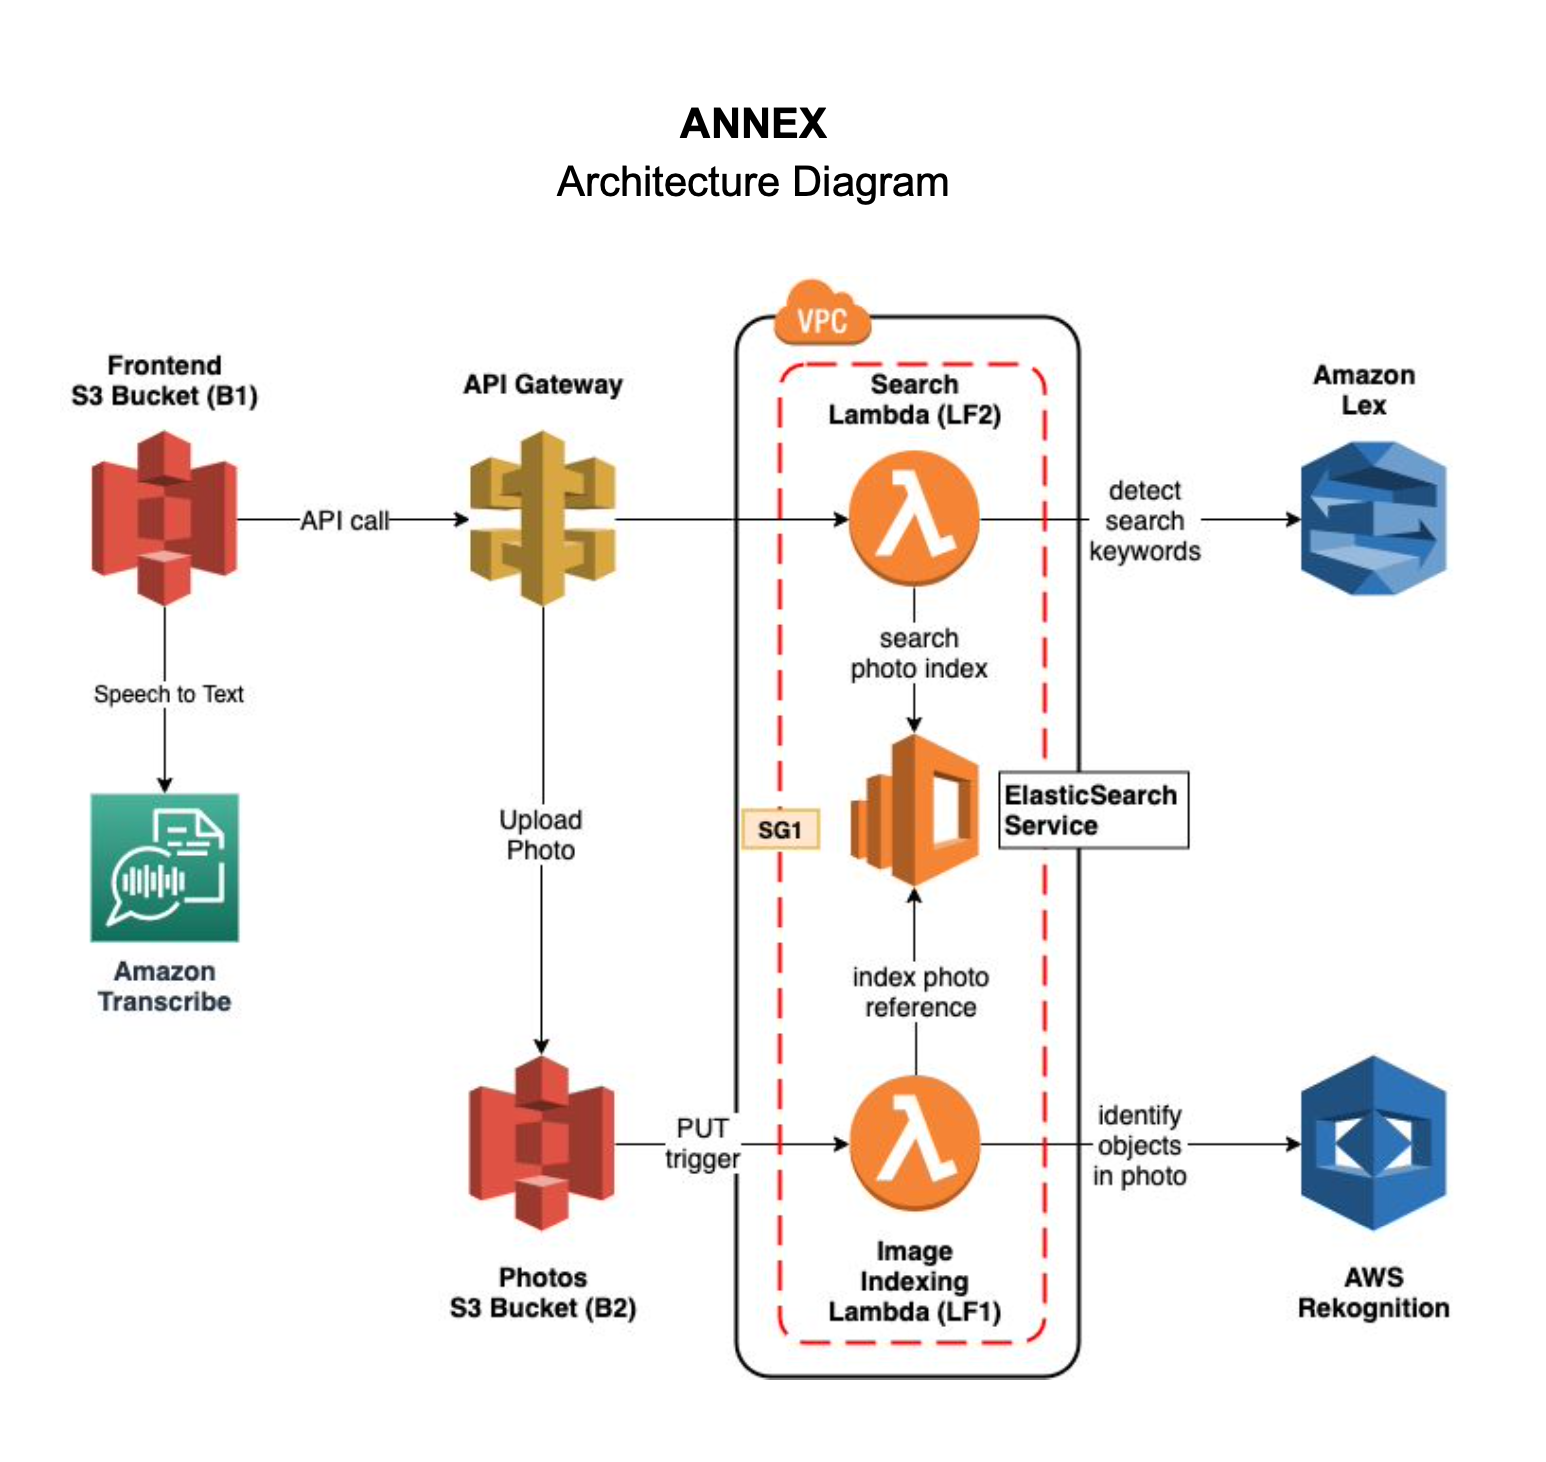 ANNEX
Architecture Diagram
VPC
Frontend
S3 Bucket (B1)
API Gateway
Search
Lambda (LF2)
Amazon
Lex
API call
detect
search
keywords
search
photo index
Speech to Text
Upload
Photo
SG1
ElasticSearch
Service
Amazon
Transcribe
index photo
reference
PUT
trigger
identify
objects
in photo
Photos
S3 Bucket (B2)
Image
Indexing
Lambda (LF1)
AWS
Rekognition